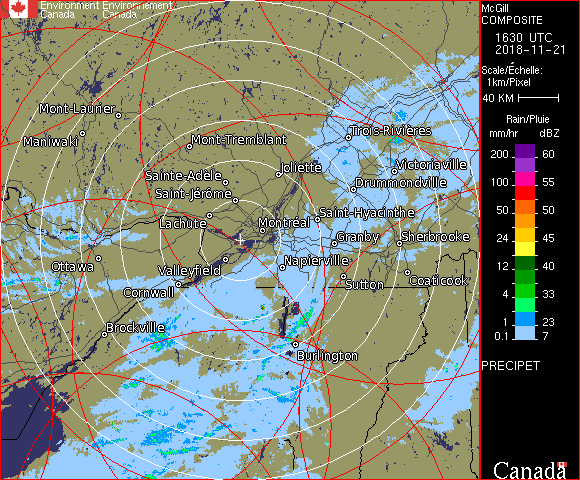 Environment Environnement
Canada Canada
McGill
COMPOSITE
1630 UTC
2018-11-21
Scale/Échelle:
1km/Pixel
40 KM
Rain/Pluie
mm/hr dBZ
200 60
150 55
100 55
50 50
24 45
12 40
4 33
1 23
0.1 7
PRECIPET
Canada
Mont-Laurier
Maniwaki
Mont-Tremblant
Trois-Rivières
Joliette
Victoriaville
Sainte-Adèle
Drummondville
Saint-Jérôme
Saint-Hyacinthe
Lachute
Montréal
Granby
Sherbrooke
Ottawa
Valleyfield
Napierville
Coaticook
Sutton
Cornwall
Brockville
Burlington